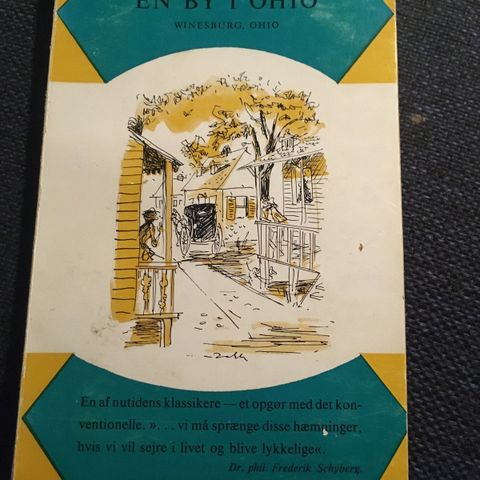 EN BY I OHIO
WINESBURG, OHIO
En af nutidens klassikere — et opgør med det kon-
ventionelle. ». . . vi må sprænge disse hæmninger,
hvis vi vil sejre i livet og blive lykkelige«.
Dr. phil. Frederik Schyberg.